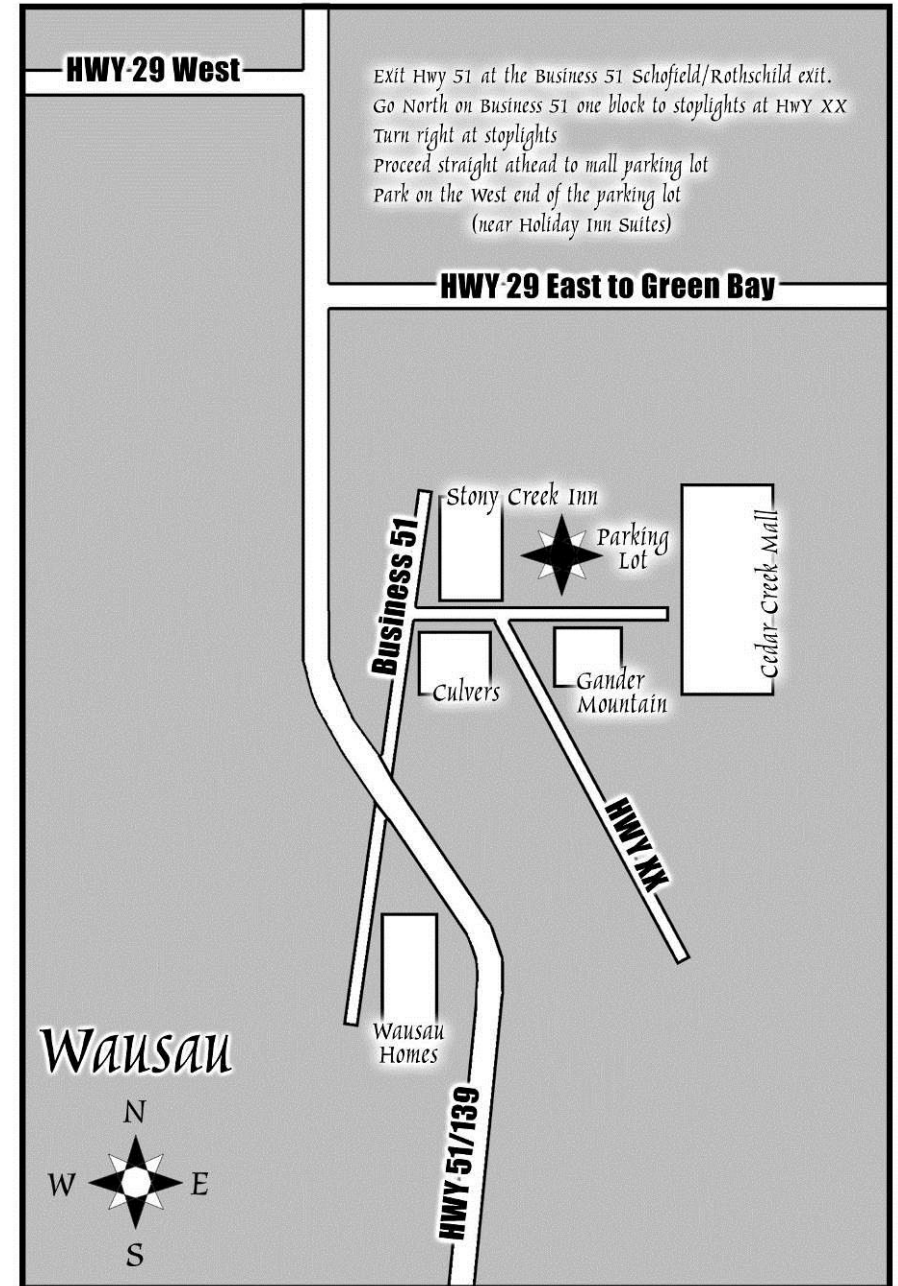 HWY 29 West
Exit Hwy 51 at the Business 51 Schofield/Rothschild exit.
Go North on Business 51 one block to stoplights at HwY XX
Turn right at stoplights
Proceed straight athead to mall parking lot
Park on the West end of the parking lot
(near Holiday Inn Suites)
HWY 29 East to Green Bay
Stony Creek Inn
Parking
Lot
Cedar Creek Mall
Business 51
Culvers
Gander
Mountain
HWY XX
Wausau
Homes
HWY 51/139
Wausau
N
W
E
S